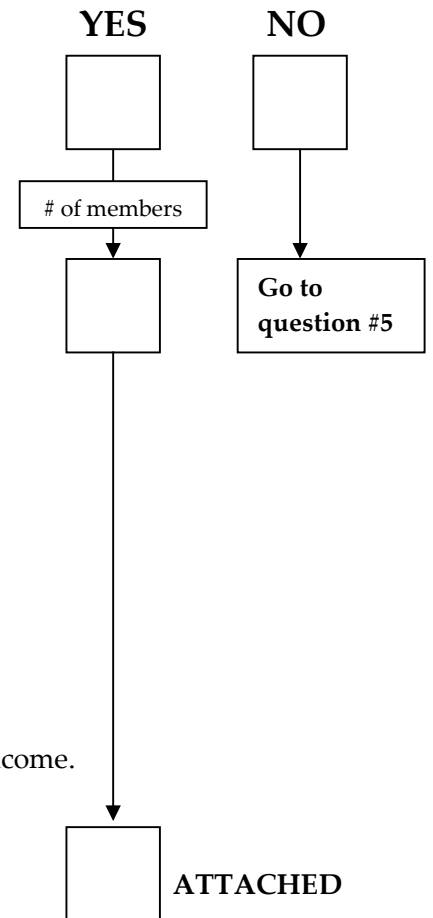 YES NO
# of members
Go to
question #5
come.
ATTACHED